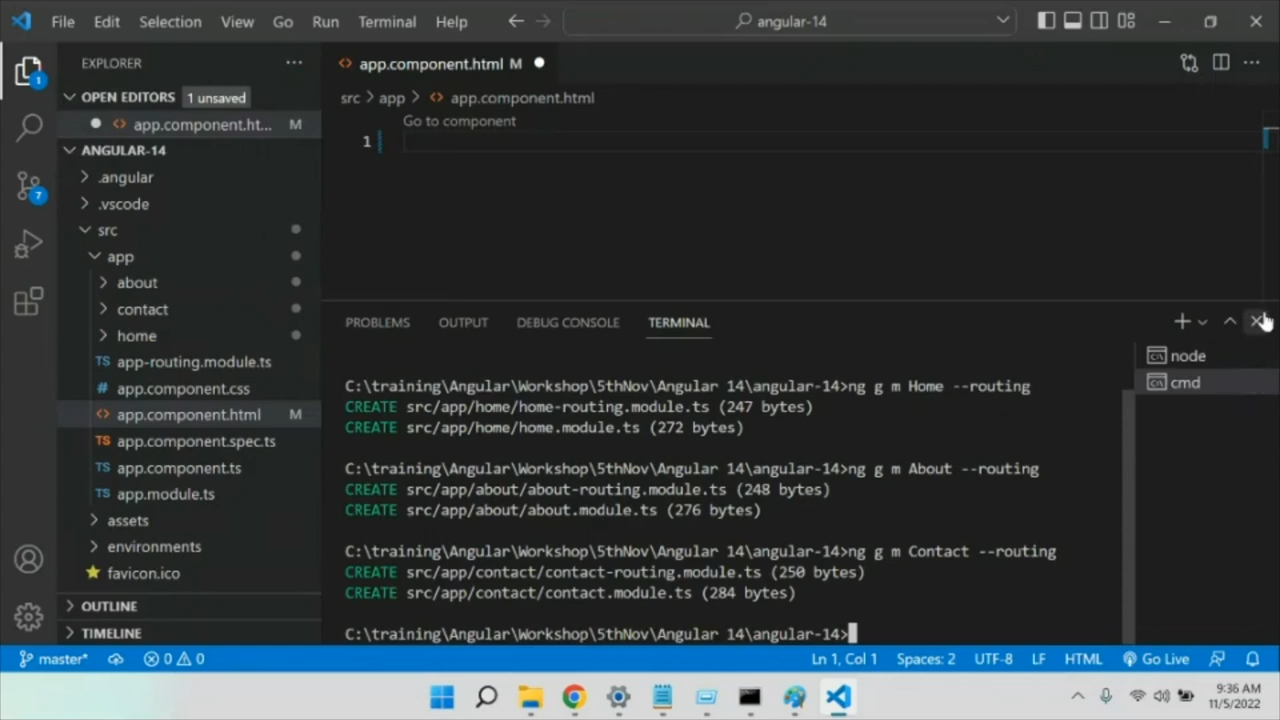 File Edit Selection View Go Run Terminal Help
angular-14
EXPLORER
1
OPEN EDITORS 1 unsaved
app.component.ht... M
ANGULAR-14
.angular
.vscode
7
src
app
about
contact
home
TS app-routing.module.ts
# app.component.css
<> app.component.html M
TS app.component.spec.ts
TS app.component.ts
TS app.module.ts
assets
environments
favicon.ico
OUTLINE
TIMELINE
<> app.component.html M
src > app > <> app.component.html
Go to component
1
PROBLEMS OUTPUT DEBUG CONSOLE TERMINAL
node
cmd
C:\training\Angular\Workshop\5thNov\Angular 14\angular-14>ng g m Home --routing
CREATE src/app/home/home-routing.module.ts (247 bytes)
CREATE src/app/home/home.module.ts (272 bytes)
C:\training\Angular\Workshop\5thNov\Angular 14\angular-14>ng g m About --routing
CREATE src/app/about/about-routing.module.ts (248 bytes)
CREATE src/app/about/about.module.ts (276 bytes)
C:\training\Angular\Workshop\5thNov\Angular 14\angular-14>ng g m Contact --routing
CREATE src/app/contact/contact-routing.module.ts (250 bytes)
CREATE src/app/contact/contact.module.ts (284 bytes)
C:\training\Angular\Workshop\5thNov\Angular 14\angular-14>
master* 0 0 Ln 1, Col 1 Spaces: 2 UTF-8 LF HTML Go Live
9:36 AM
11/5/2022